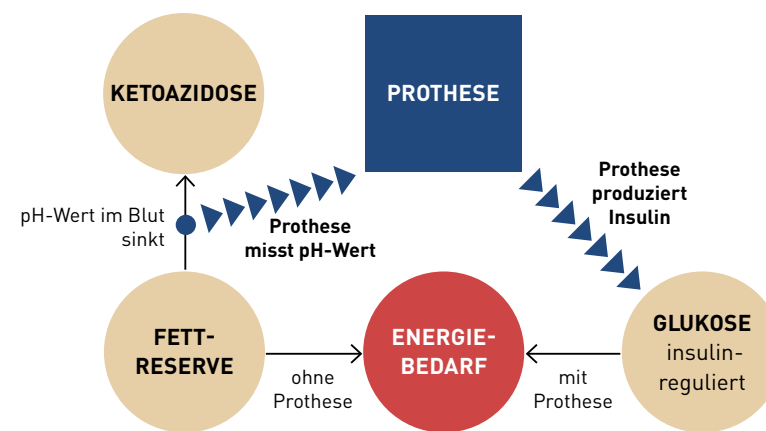 KETOAZIDOSE
PROTHESE
pH-Wert im Blut
sinkt
Prothese
misst pH-Wert
Prothese
produziert
Insulin
FETT-
RESERVE
ohne
Prothese
ENERGIE-
BEDARF
mit
Prothese
GLUKOSE
insulin-
reguliert